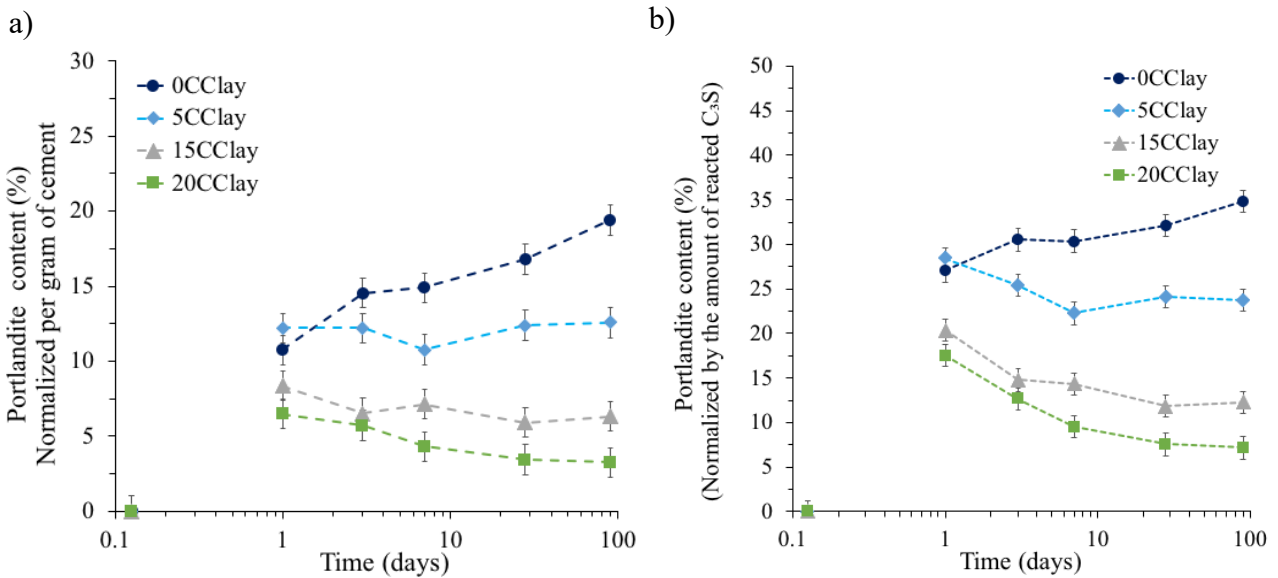 a)
Portlandite content (%)
Normalized per gram of cement
30
25
20
15
10
5
0
0CClay
5CClay
15CClay
20CClay
0.1
1
10
100
Time (days)
b)
Portlandite content (%)
(Normalized by the amount of reacted C₃S)
50
45
40
35
30
25
20
15
10
5
0
0CClay
5CClay
15CClay
20CClay
0.1
1
10
100
Time (days)